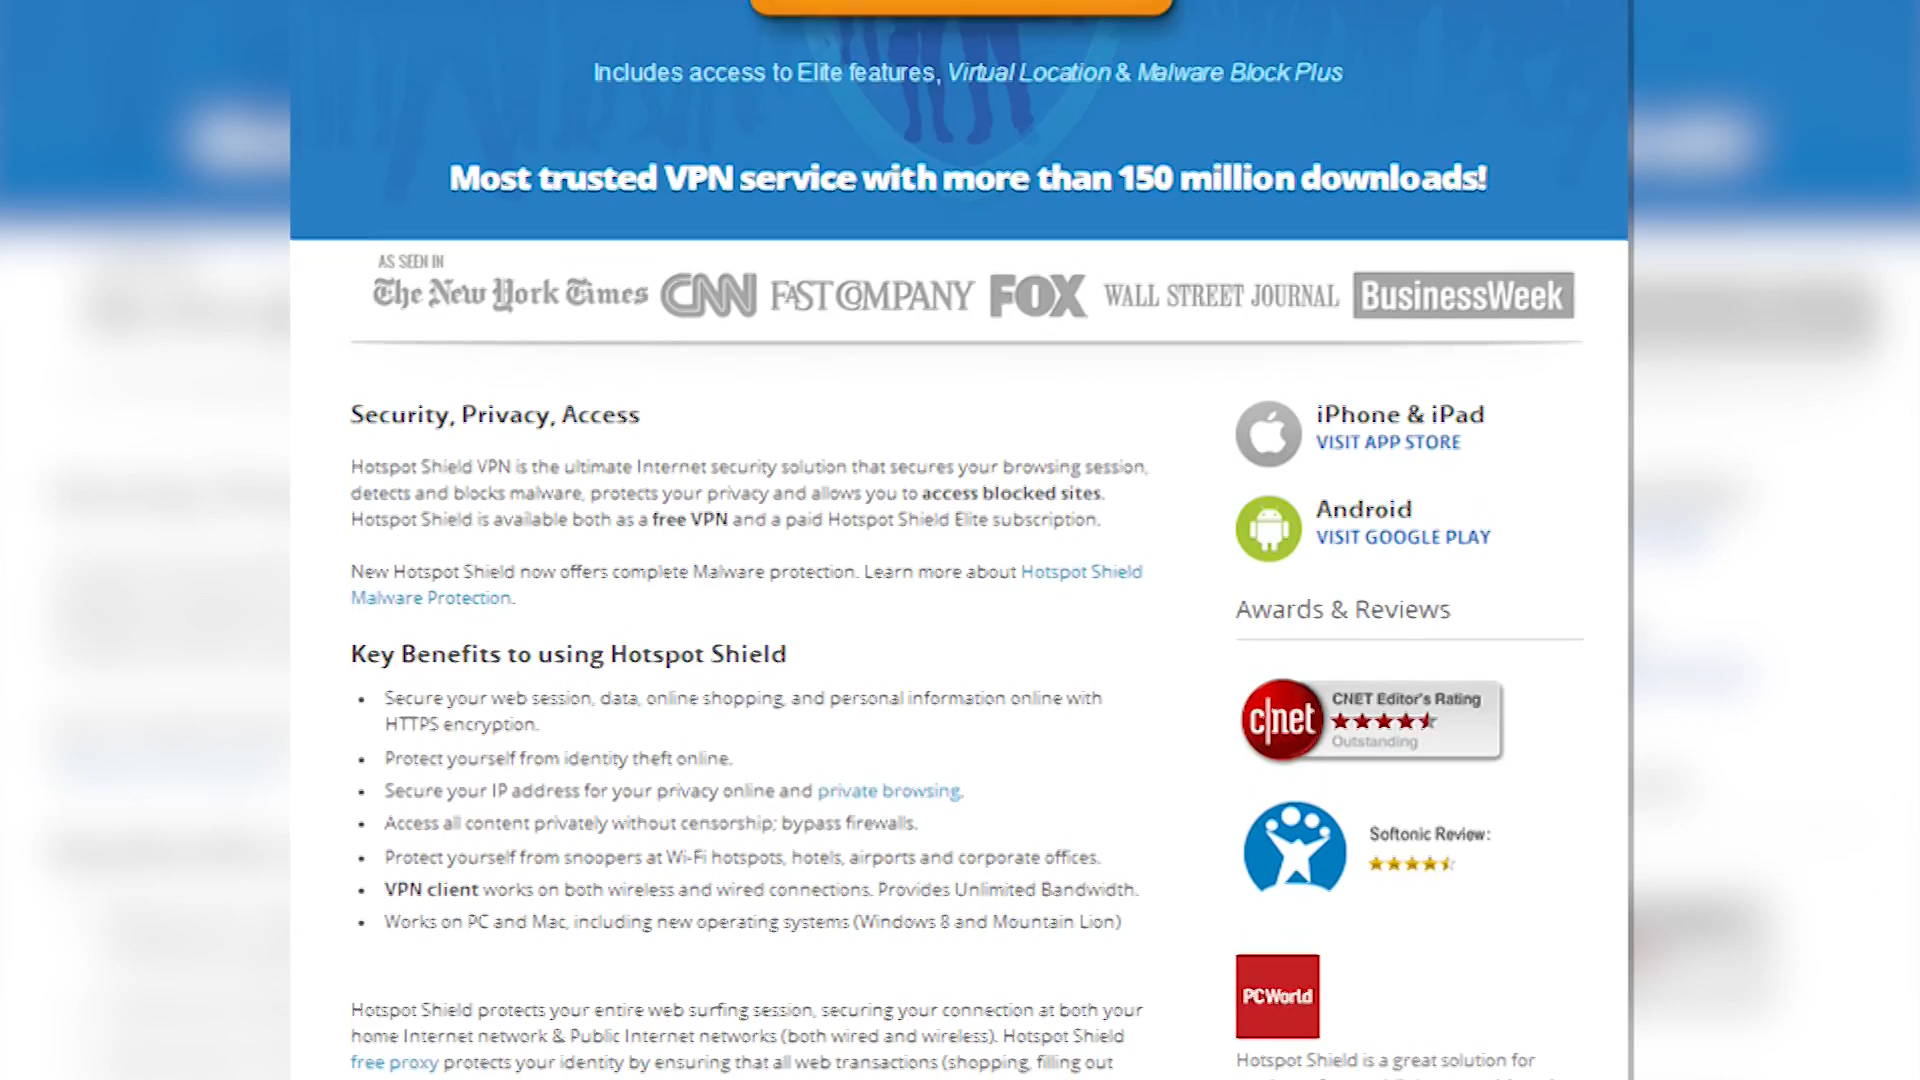 Includes access to Elite features, Virtual Location & Malware Block Plus
Most trusted VPN service with more than 150 million downloads!
AS SEEN IN
The New York Times CNN FAST COMPANY FOX WALL STREET JOURNAL BusinessWeek
Security, Privacy, Access
Hotspot Shield VPN is the ultimate Internet security solution that secures your browsing session,
detects and blocks malware, protects your privacy and allows you to access blocked sites.
Hotspot Shield is available both as a free VPN and a paid Hotspot Shield Elite subscription.
New Hotspot Shield now offers complete Malware protection. Learn more about Hotspot Shield
Malware Protection.
Key Benefits to using Hotspot Shield
• Secure your web session, data, online shopping, and personal information online with
HTTPS encryption.
• Protect yourself from identity theft online.
• Secure your IP address for your privacy online and private browsing.
• Access all content privately without censorship; bypass firewalls.
• Protect yourself from snoopers at Wi-Fi hotspots, hotels, airports and corporate offices.
• VPN client works on both wireless and wired connections. Provides Unlimited Bandwidth.
• Works on PC and Mac, including new operating systems (Windows 8 and Mountain Lion)
Hotspot Shield protects your entire web surfing session, securing your connection at both your
home Internet network & Public Internet networks (both wired and wireless). Hotspot Shield
free proxy protects your identity by ensuring that all web transactions (shopping, filling out
iPhone & iPad
VISIT APP STORE
Android
VISIT GOOGLE PLAY
Awards & Reviews
c|net
CNET Editor's Rating
Outstanding
Softonic Review:
PCWorld
Hotspot Shield is a great solution for